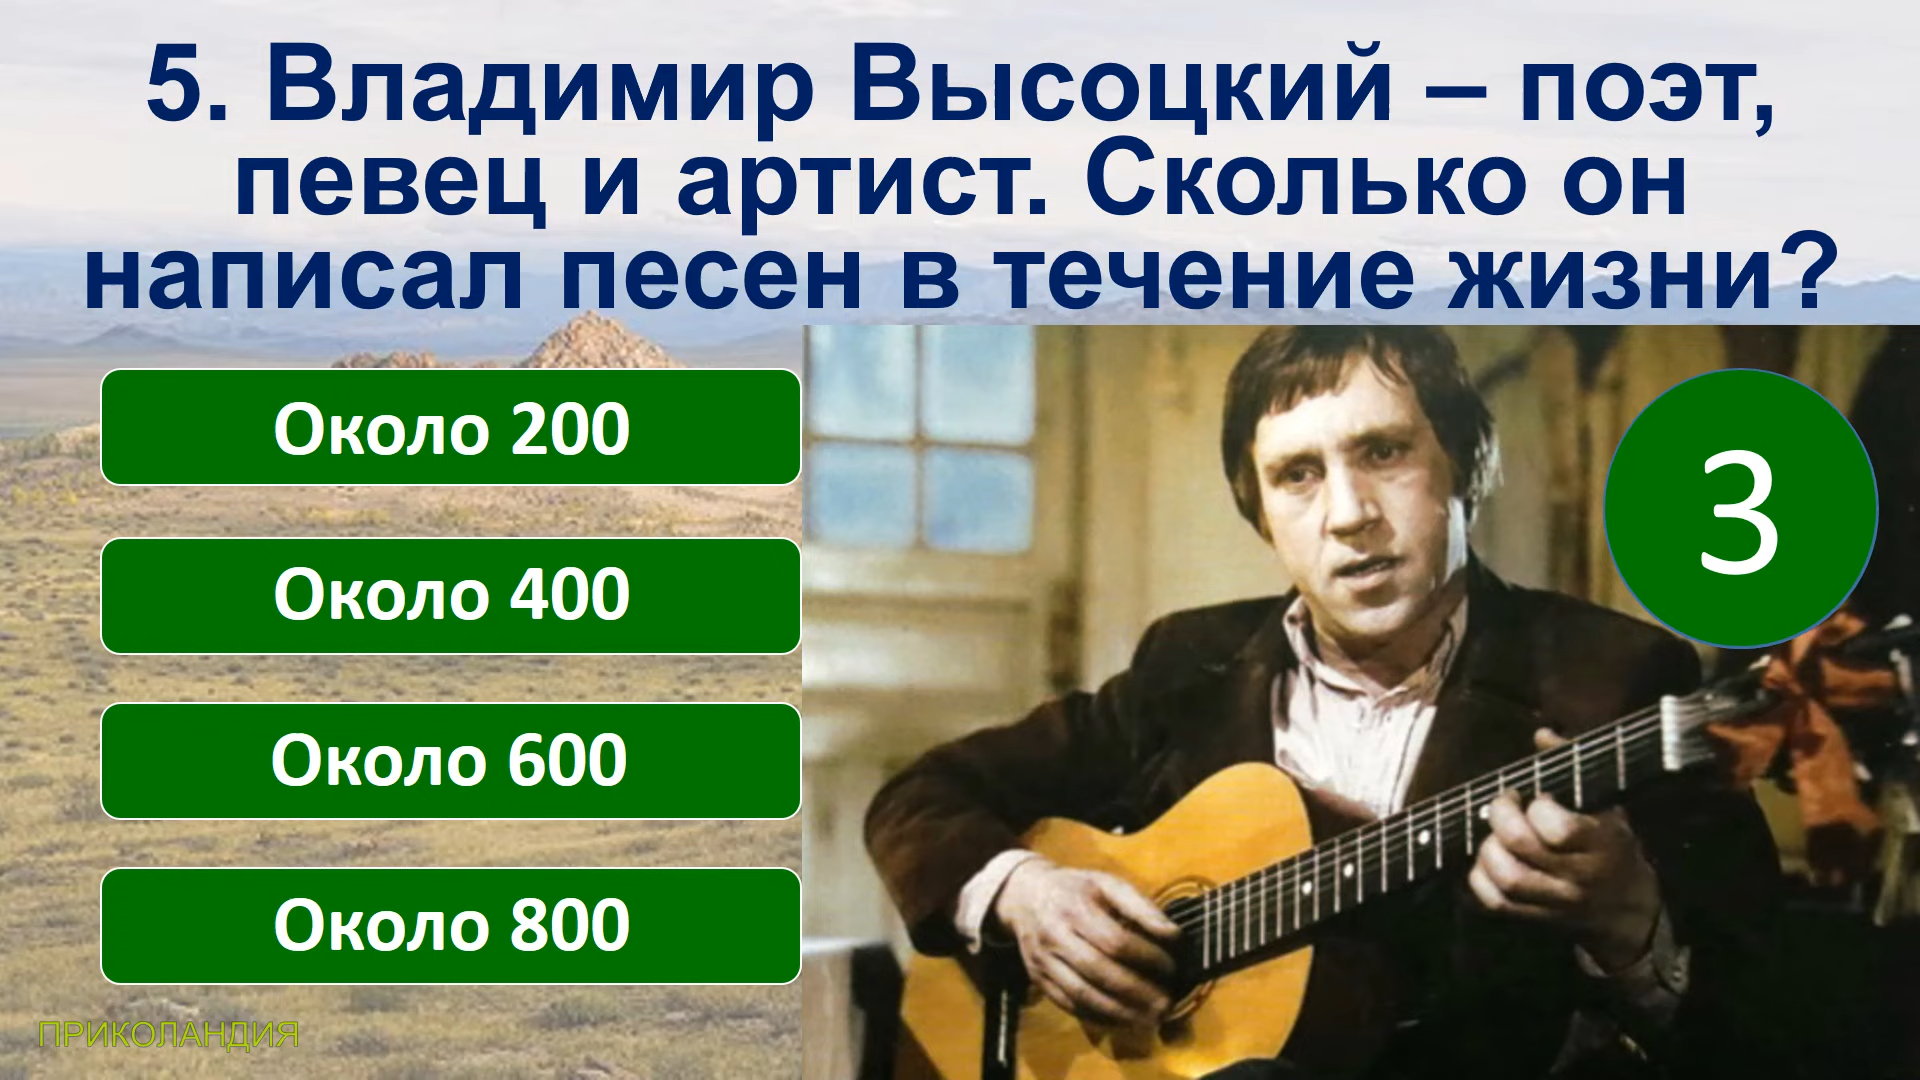 5. Владимир Высоцкий – поэт,
певец и артист. Сколько он
написал песен в течение жизни?
Около 200
3
Около 400
Около 600
Около 800
ПРИКОЛАНДИЯ